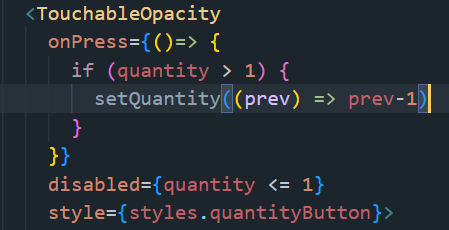 <TouchableOpacity
onPress={()=> {
if (quantity > 1) {
setQuantity((prev) => prev-1)
}
}}
disabled={quantity <= 1}
style={styles.quantityButton}>